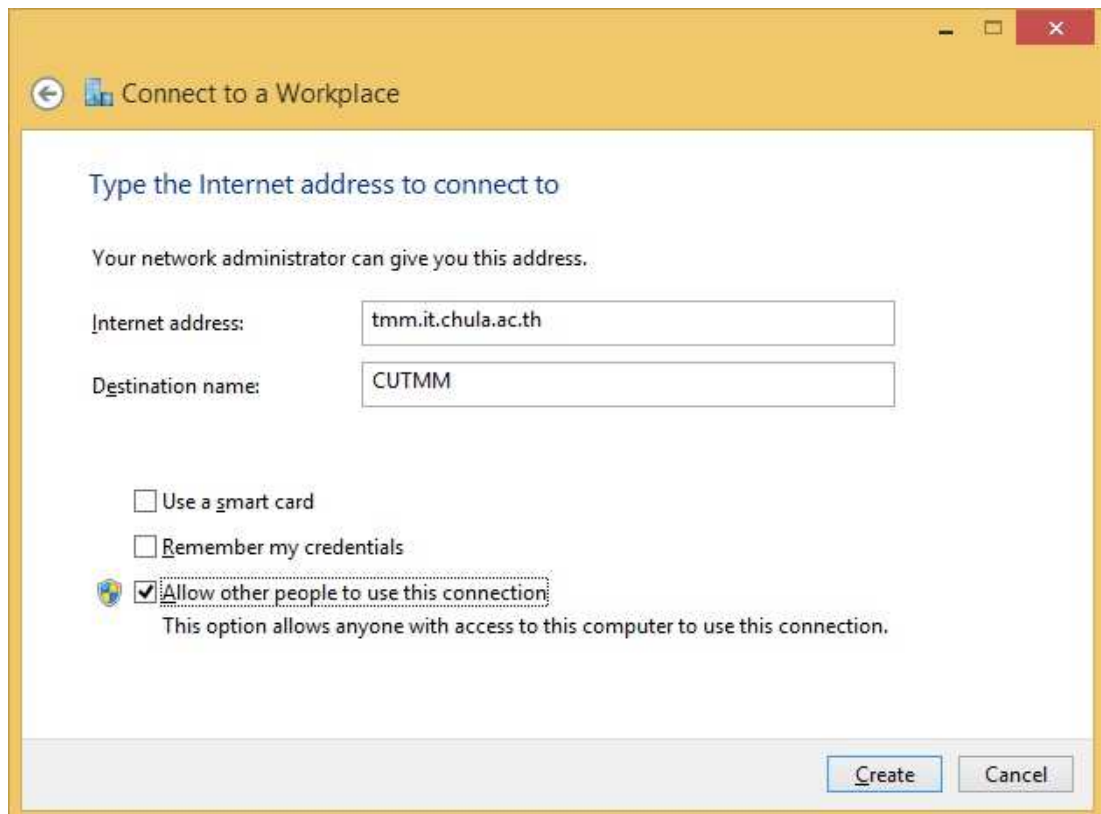 Connect to a Workplace
Type the Internet address to connect to
Your network administrator can give you this address.
Internet address: tmm.it.chula.ac.th
Destination name: CUTMM
Use a smart card
Remember my credentials
Allow other people to use this connection
This option allows anyone with access to this computer to use this connection.
Create Cancel